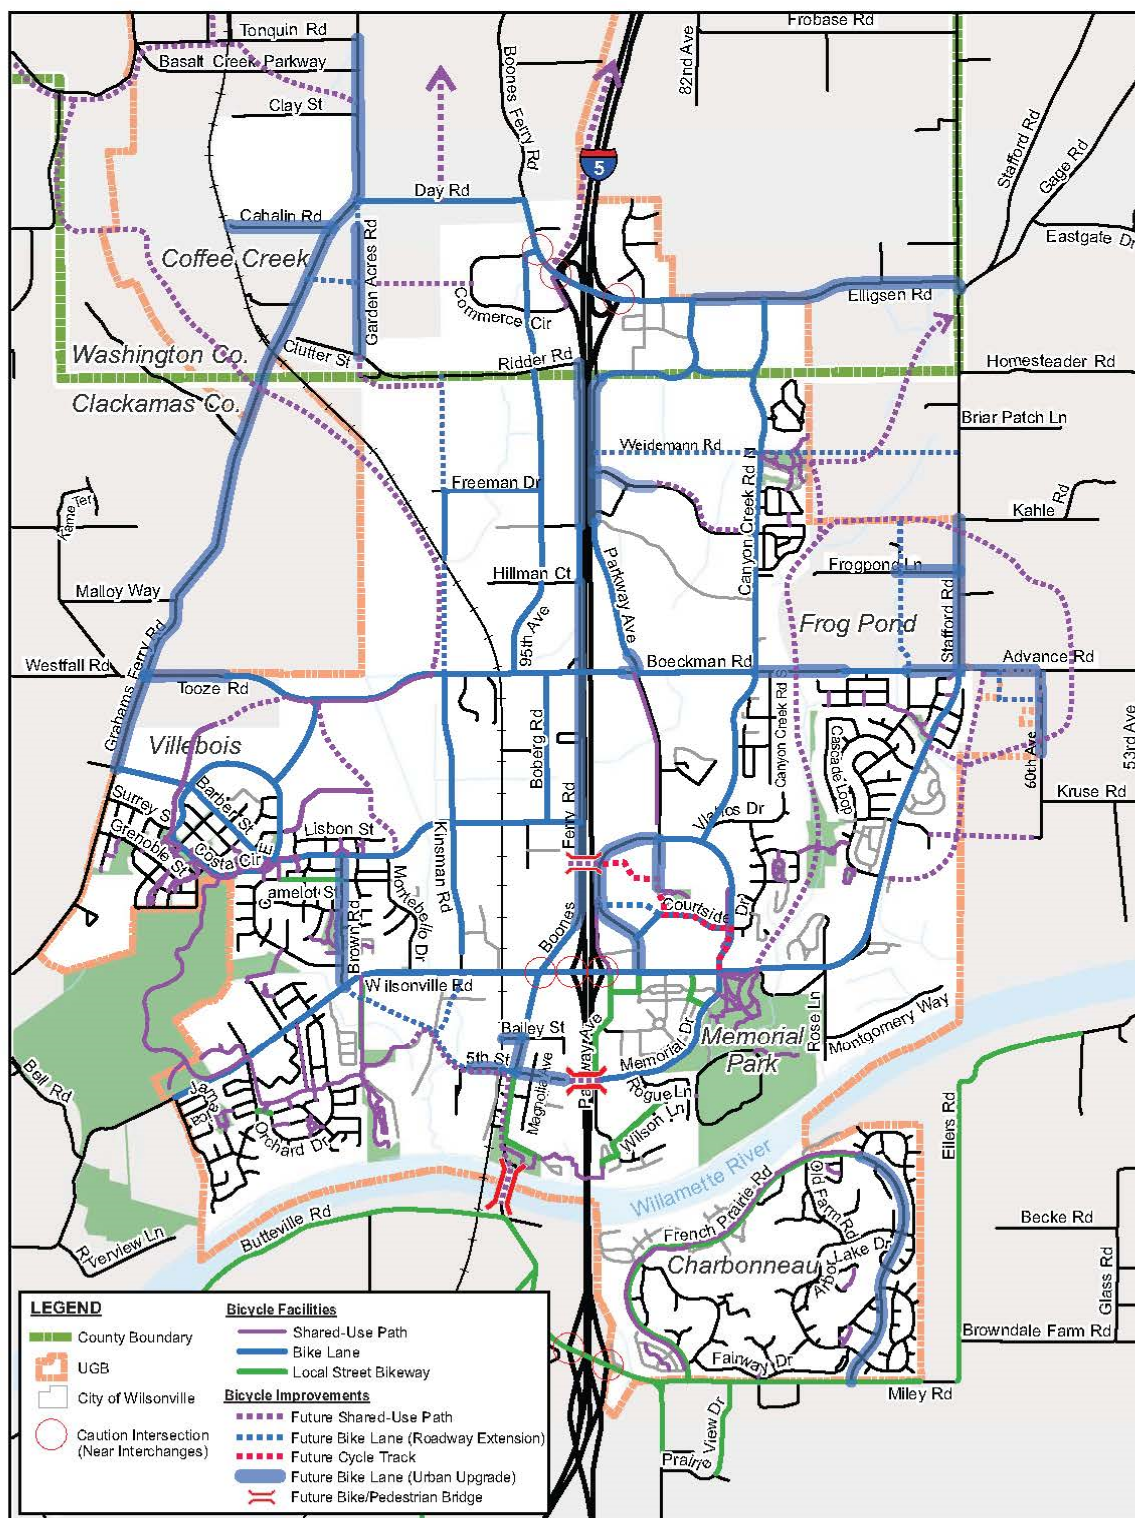 Tonquin Rd
Frobase Rd
Basalt Creek Parkway
82nd Ave
Boones Ferry Rd
Clay St
Stafford Rd
Gage Rd
5
Day Rd
Cahalin Rd
Eastgate Dr
Coffee Creek
Garden Acres Rd
Elligsen Rd
Commerce Cir
Washington Co.
Clutter St
Ridder Rd
Homesteader Rd
Clackamas Co.
Briar Patch Ln
Weidemann Rd
Canyon Creek Rd N
Freeman Dr
Kame Ter
Kahle Rd
Parkway Ave
Hillman Ct
Frogpond Ln
Malloy Way
95th Ave
Frog Pond
Stafford Rd
Grahams Ferry Rd
Westfall Rd
Boeckman Rd
Advance Rd
Tooze Rd
Canyon Creek Rd S
Villebois
Boberg Rd
Cascade Loop
60th Ave
53rd Ave
Surrey S
Barber St
Kruse Rd
Vlahos Dr
Grenoble St
Lisbon St
Costa Cir E
Kinsman Rd
Ferry Rd
amelot St
Montebello Dr
Brown Rd
Courtside Dr
Boones
Wilsonville Rd
Rose Ln
Montgomery Way
Bailey St
Memorial Dr
Memorial
Park
5th St
Magnolia Ave
Bell Rd
Rogue Ln
Wilson Ln
Orchard Dr
Eilers Rd
Willamette River
Butteville Rd
French Prairie Rd
Old Farm Rd
Becke Rd
R verview Ln
Arbor Lake Dr
Charbonneau
Glass Rd
Browndale Farm Rd
Fairway Dr
Miley Rd
Prairie View Dr
LEGEND
County Boundary
UGB
City of Wilsonville
Caution Intersection
(Near Interchanges)
Bicycle Facilities
Shared-Use Path
Bike Lane
Local Street Bikeway
Bicycle Improvements
Future Shared-Use Path
Future Bike Lane (Roadway Extension)
Future Cycle Track
Future Bike Lane (Urban Upgrade)
Future Bike/Pedestrian Bridge